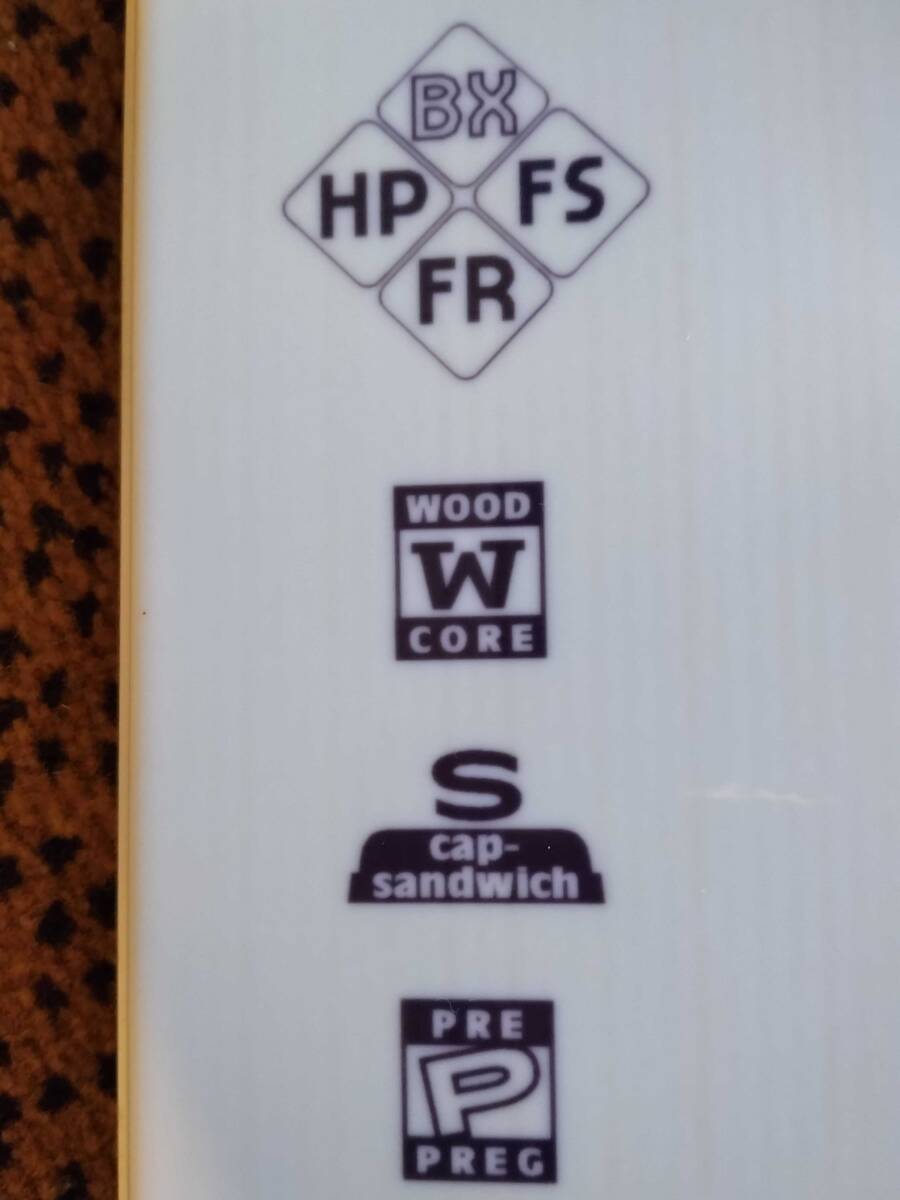 BX
HP
FS
FR
WOOD
W
CORE
S
cap-
sandwich
PRE
P
PREG